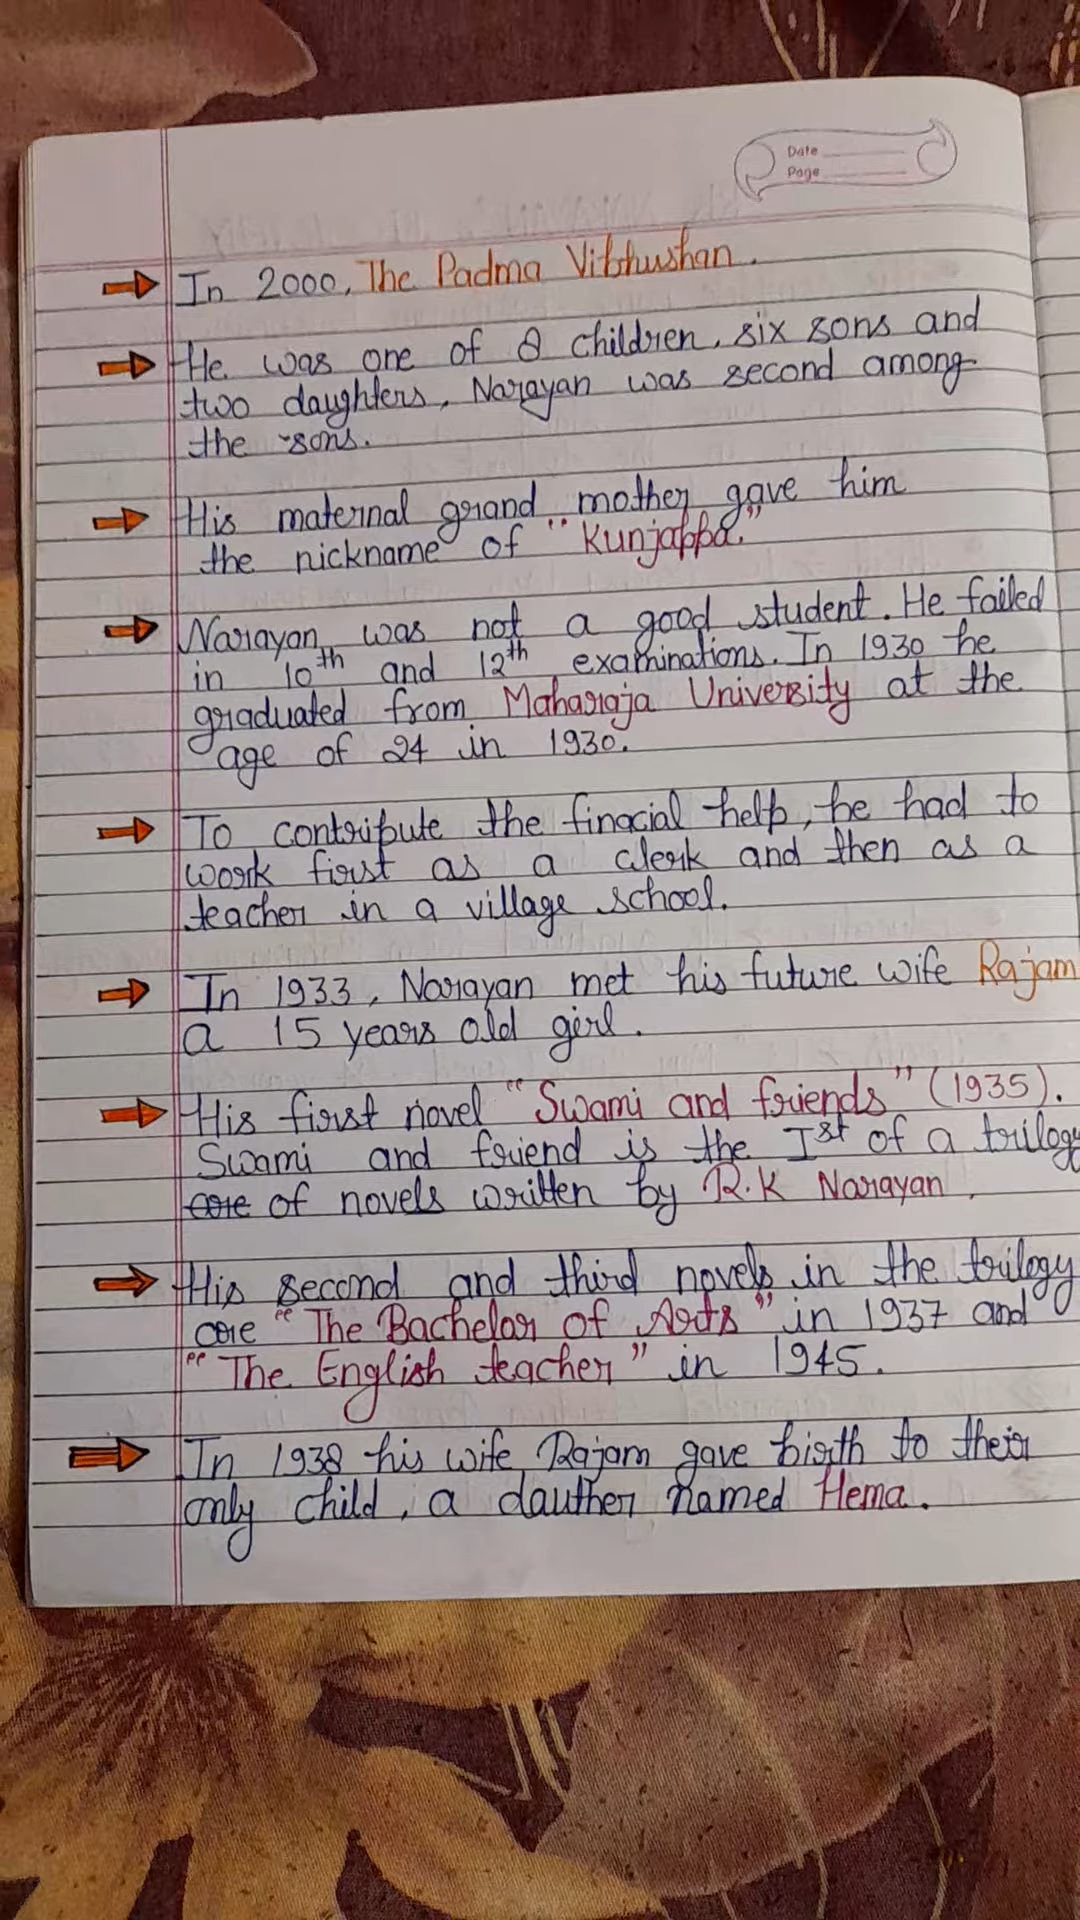 Date
Page
In 2000, The Padma Vibhushan.
He was one of 8 children, six sons and
two daughters, Narayan was second among
the sons.
His maternal grand mother gave him
the nickname of "Kunjappa."
Narayan was not a good student. He failed
in 10th and 12th examinations. In 1930 he
graduated from Maharaja University at the
age of 24 in 1930.
To contribute the finacial help, he had to
work first as a clerk and then as a
teacher in a village school.
In 1933, Narayan met his future wife Rajam
a 15 years old girl.
His first novel "Swami and friends" (1935).
Swami and friend is the Ist of a trilogy
of novels written by R.K Narayan.
His second and third novels in the trilogy
are "The Bachelor of Arts" in 1937 and
"The English teacher" in 1945.
In 1938 his wife Rajam gave birth to their
only child, a dauther named Hema.